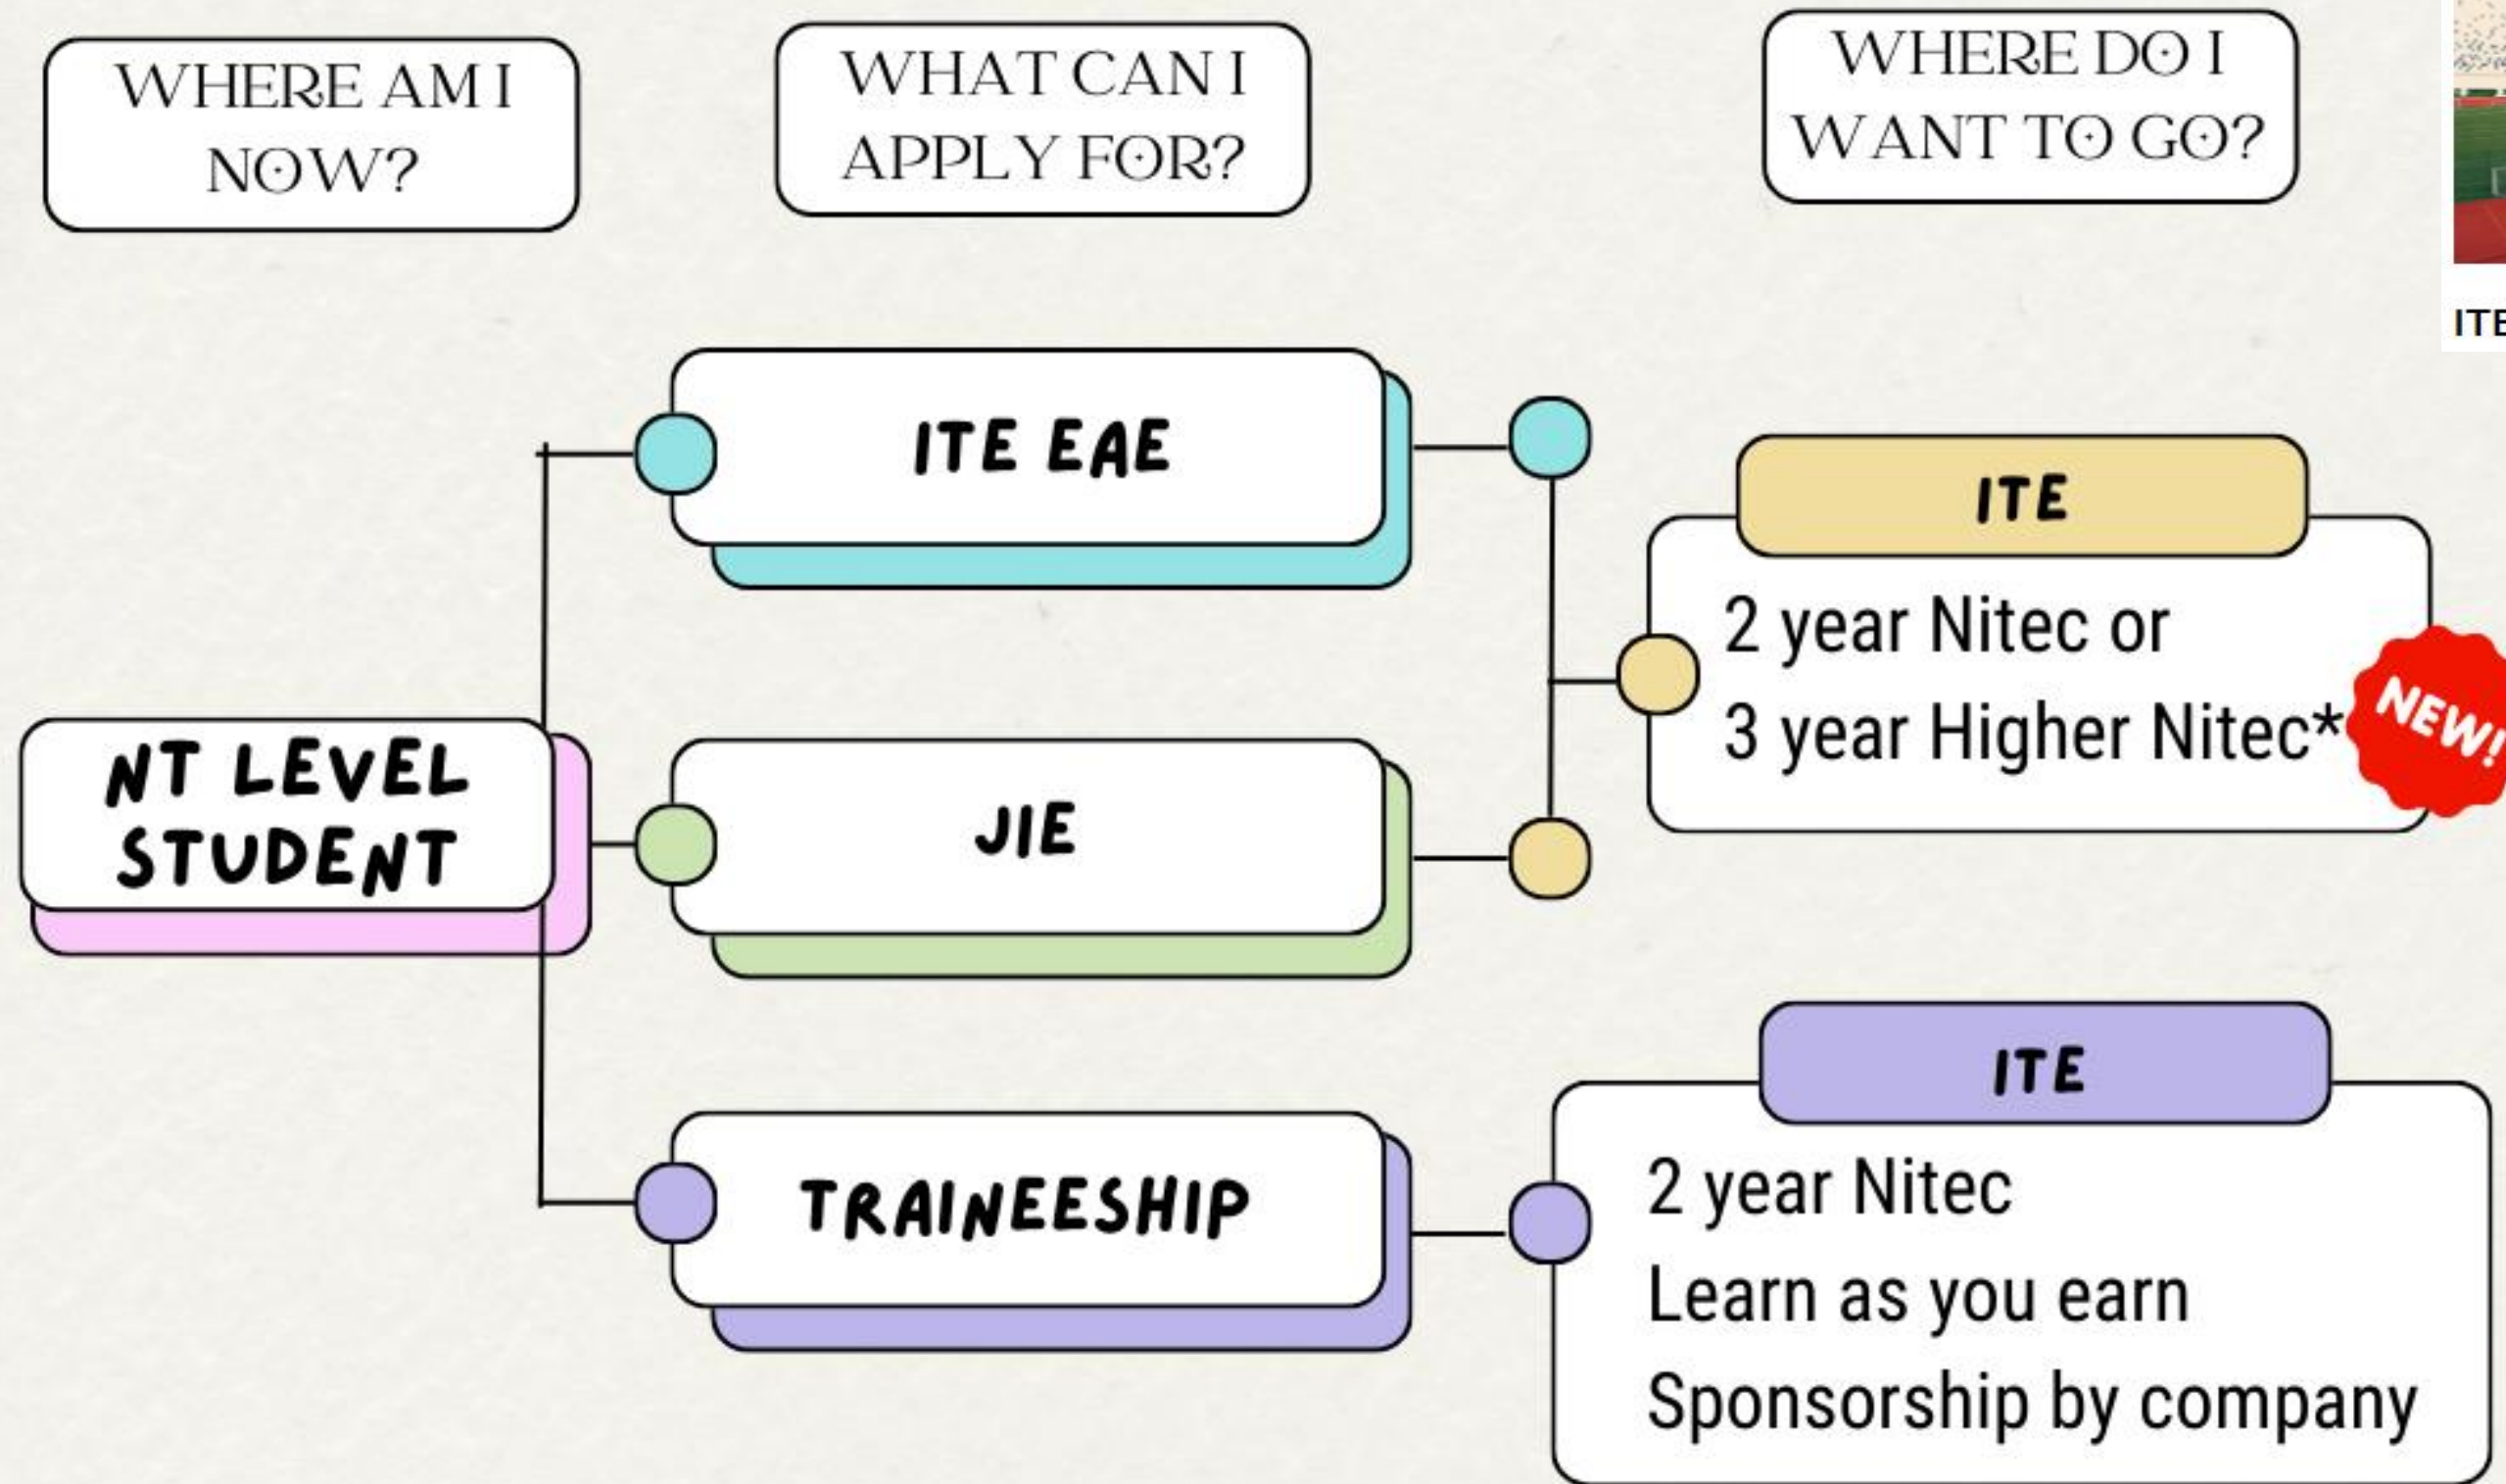 WHERE AM I
NOW?
WHAT CAN I
APPLY FOR?
WHERE DO I
WANT TO GO?
ITE
ITE EAE
ITE
2 year Nitec or
3 year Higher Nitec*
NEW!
NT LEVEL
STUDENT
JIE
TRAINEESHIP
ITE
2 year Nitec
Learn as you earn
Sponsorship by company